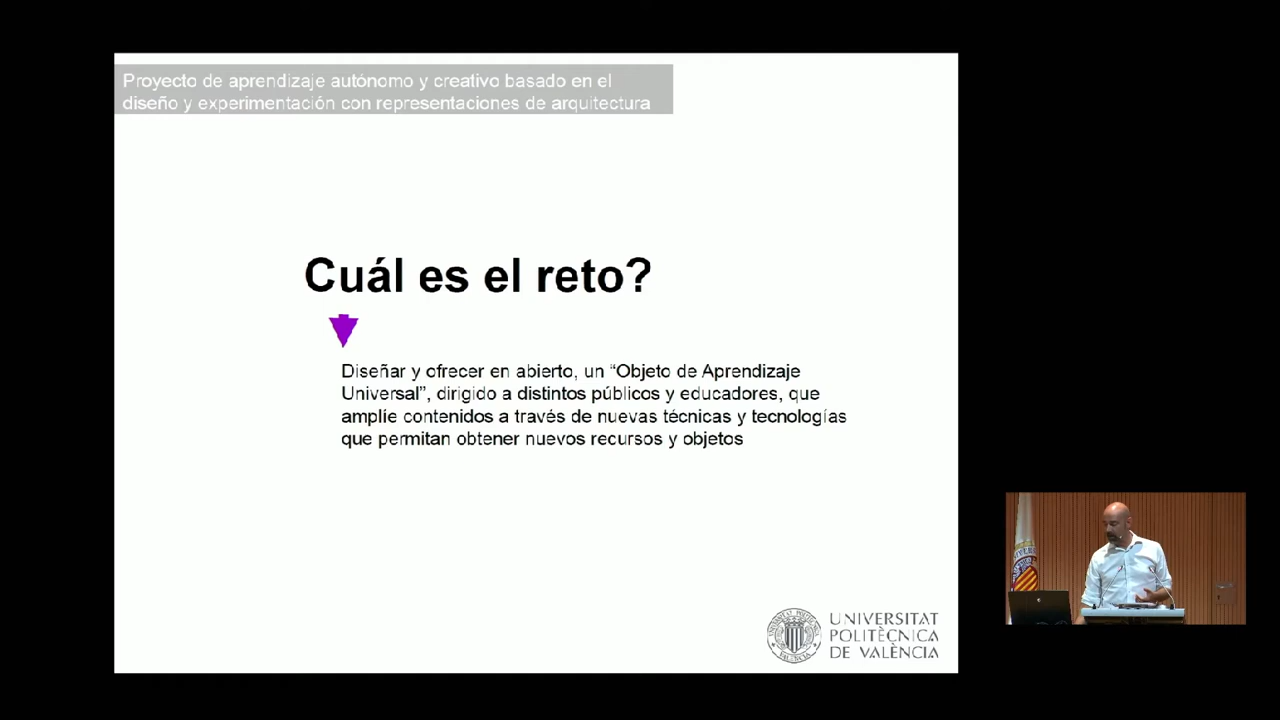 Proyecto de aprendizaje autónomo y creativo basado en el
diseño y experimentación con representaciones de arquitectura
Cuál es el reto?
Diseñar y ofrecer en abierto, un “Objeto de Aprendizaje
Universal”, dirigido a distintos públicos y educadores, que
amplíe contenidos a través de nuevas técnicas y tecnologías
que permitan obtener nuevos recursos y objetos
UNIVERSITAT
POLITÈCNICA
DE VALÈNCIA